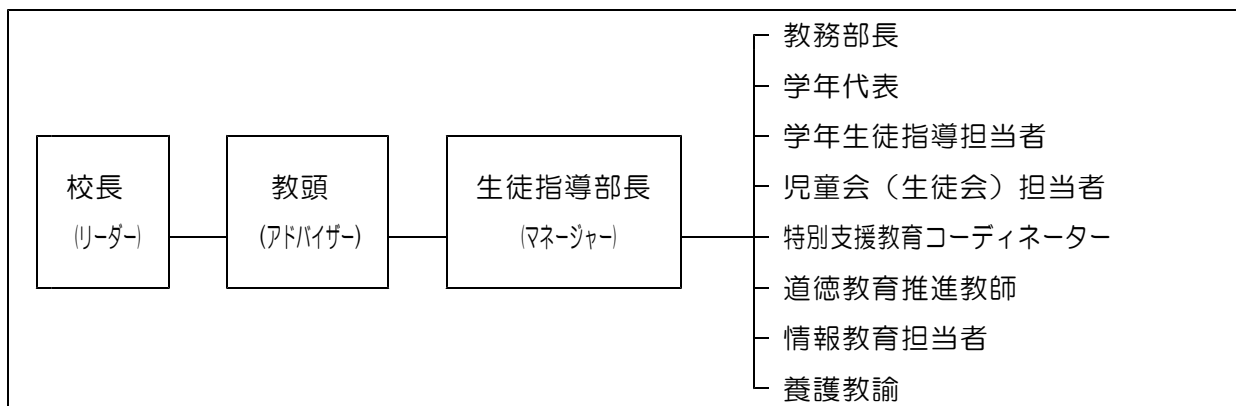 教務部長
学年代表
学年生徒指導担当者
校長
(リーダー)
教頭
(アドバイザー)
生徒指導部長
(マネージャー)
児童会（生徒会）担当者
特別支援教育コーディネーター
道徳教育推進教師
情報教育担当者
養護教諭